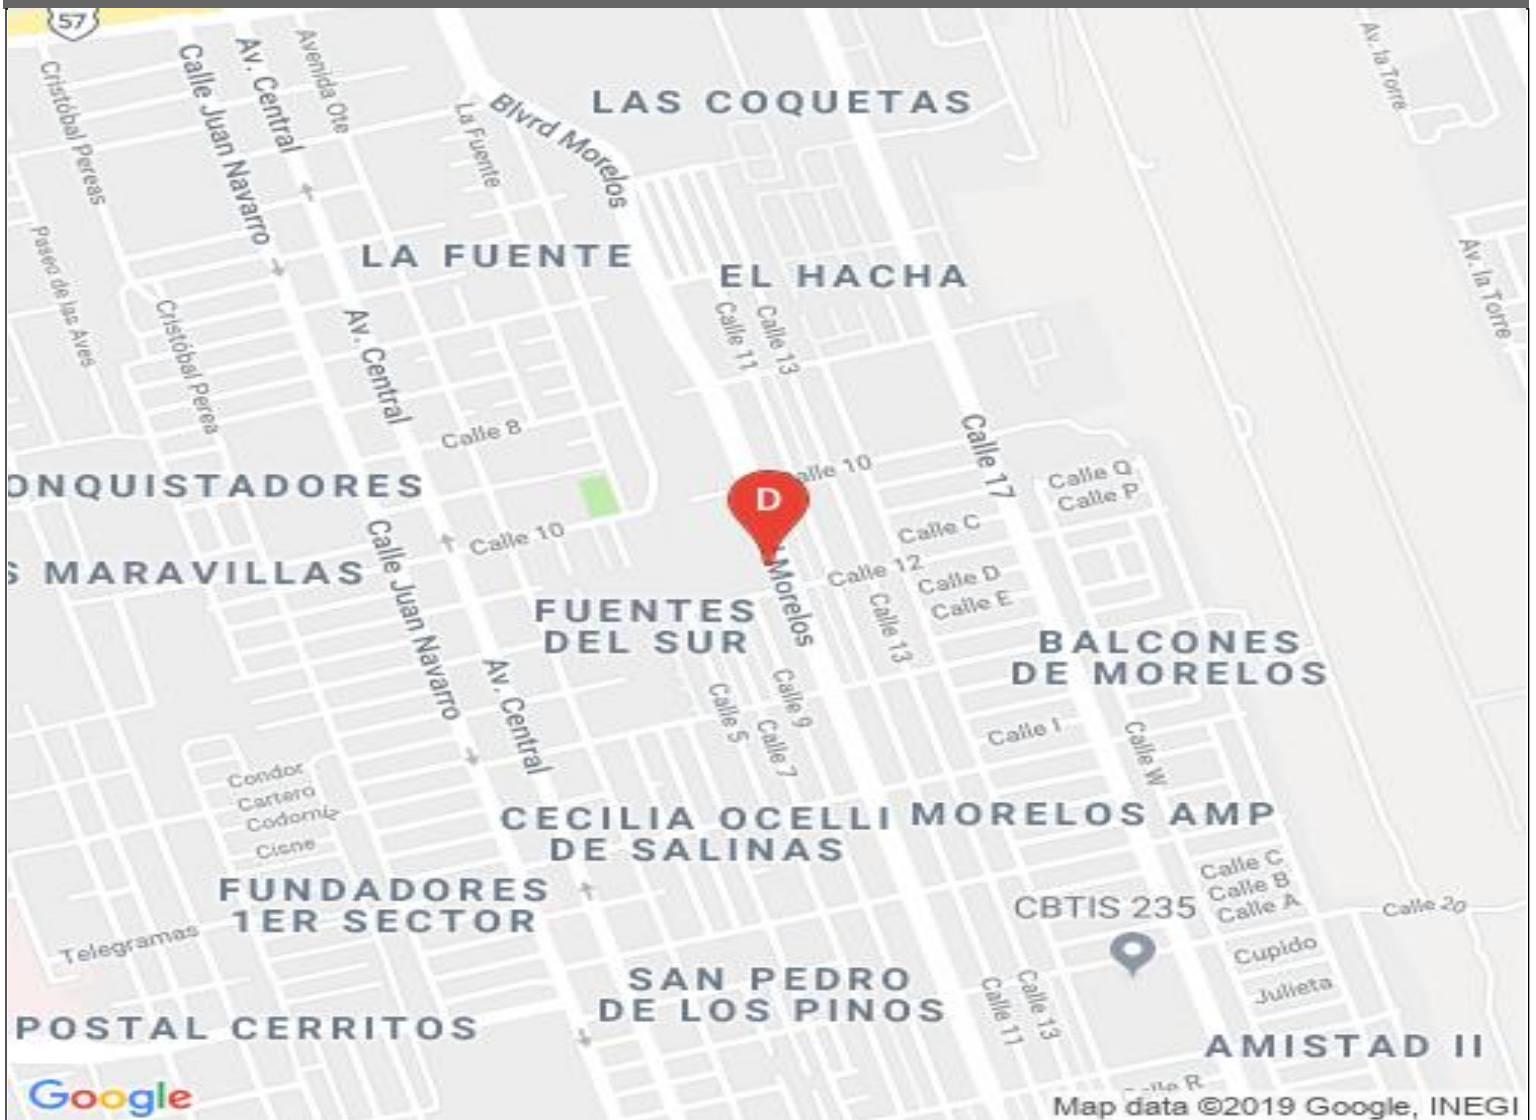 57
Cristóbal Pereas
Calle Juan Navarro
Av. Central
Avenida Ote
La Fuente
Blvrd Morelos
LAS COQUETAS
Av. la Torre
Paseo de las Aves
LA FUENTE
EL HACHA
Av. la Torre
Cristóbal Perea
Av. Central
Calle 11
Calle 13
Calle 8
Calle 17
alle 10
Calle Q
Calle P
ONQUISTADORES
D
Calle 10
Calle C
S MARAVILLAS
Calle Juan Navarro
Morelos
Calle 12
Calle D
Calle E
Calle 13
FUENTES
DEL SUR
BALCONES
DE MORELOS
Av. Central
Calle 5
Calle 9
Calle 7
Calle I
Calle W
Condor
Cartero
Codorniz
Cisne
CECILIA OCELLI
DE SALINAS
MORELOS AMP
FUNDADORES
1ER SECTOR
Calle C
Calle B
Calle A
CBTIS 235
Calle 20
Telegramas
Cupido
Julieta
SAN PEDRO
DE LOS PINOS
Calle 11
Calle 13
POSTAL CERRITOS
AMISTAD II
alle R
Google
Map data ©2019 Google, INEGI